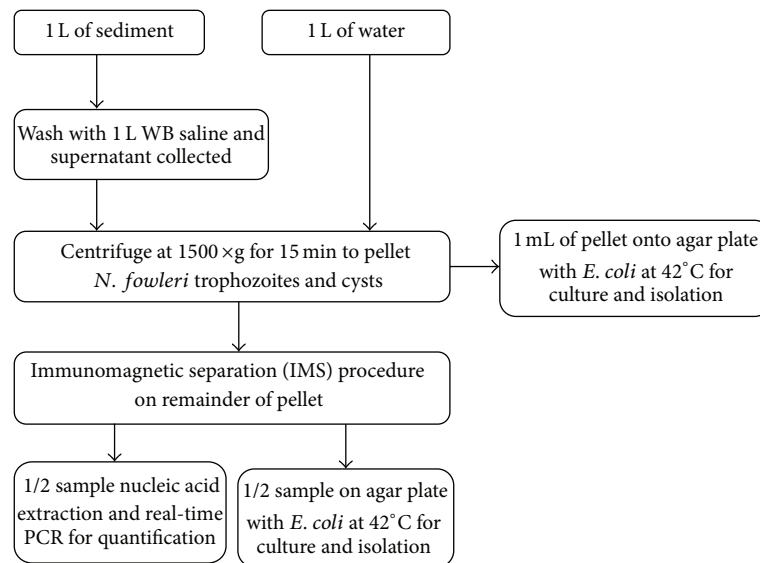 1 L of sediment
1 L of water
Wash with 1 L WB saline and
supernatant collected
Centrifuge at 1500 ×g for 15 min to pellet
N. fowleri trophozoites and cysts
1 mL of pellet onto agar plate
with E. coli at 42°C for
culture and isolation
Immunomagnetic separation (IMS) procedure
on remainder of pellet
1/2 sample nucleic acid
extraction and real-time
PCR for quantification
1/2 sample on agar plate
with E. coli at 42°C for
culture and isolation